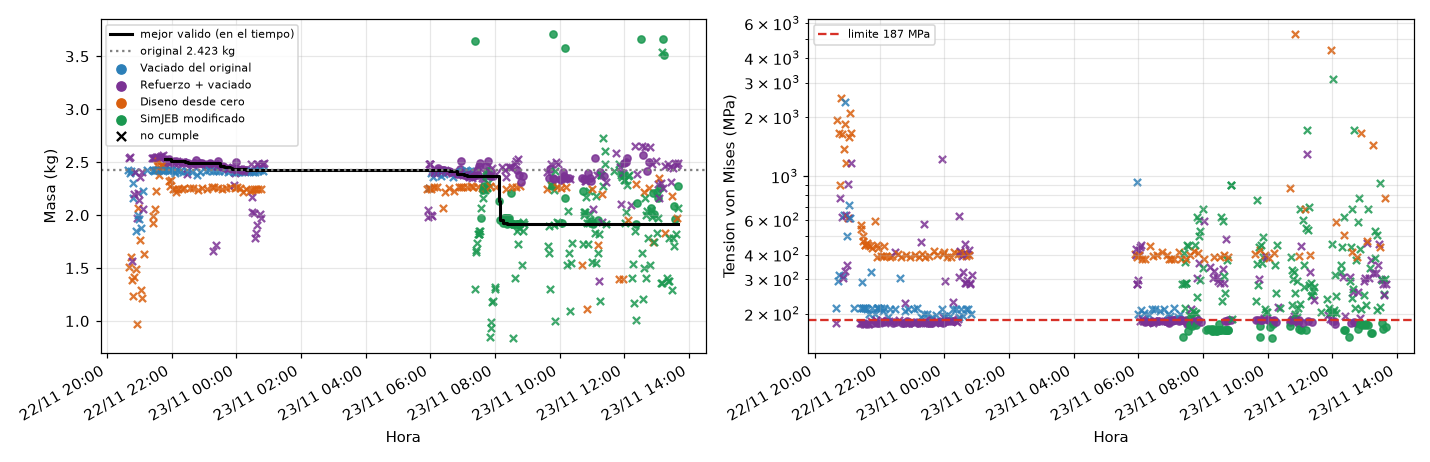 mejor valido (en el tiempo)
original 2.423 kg
Vaciado del original
Refuerzo + vaciado
Diseno desde cero
SimJEB modificado
no cumple
3.5
3.0
2.5
2.0
1.5
1.0
Masa (kg)
22/11 20:00
22/11 22:00
23/11 00:00
23/11 02:00
23/11 04:00
23/11 06:00
23/11 08:00
23/11 10:00
23/11 12:00
23/11 14:00
Hora
limite 187 MPa
6 × 10³
4 × 10³
3 × 10³
2 × 10³
10³
6 × 10²
4 × 10²
3 × 10²
2 × 10²
Tension von Mises (MPa)
22/11 20:00
22/11 22:00
23/11 00:00
23/11 02:00
23/11 04:00
23/11 06:00
23/11 08:00
23/11 10:00
23/11 12:00
23/11 14:00
Hora